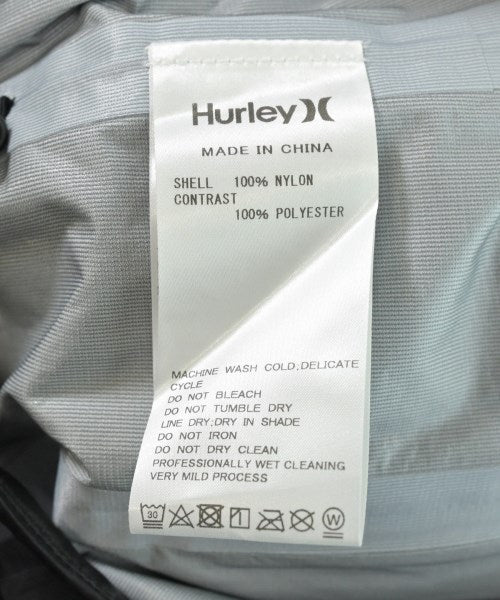 Hurley
MADE IN CHINA
SHELL 100% NYLON
CONTRAST
100% POLYESTER
MACHINE WASH COLD,DELICATE
CYCLE
DO NOT BLEACH
DO NOT TUMBLE DRY
LINE DRY;DRY IN SHADE
DO NOT IRON
DO NOT DRY CLEAN
PROFESSIONALLY WET CLEANING
VERY MILD PROCESS
30 W